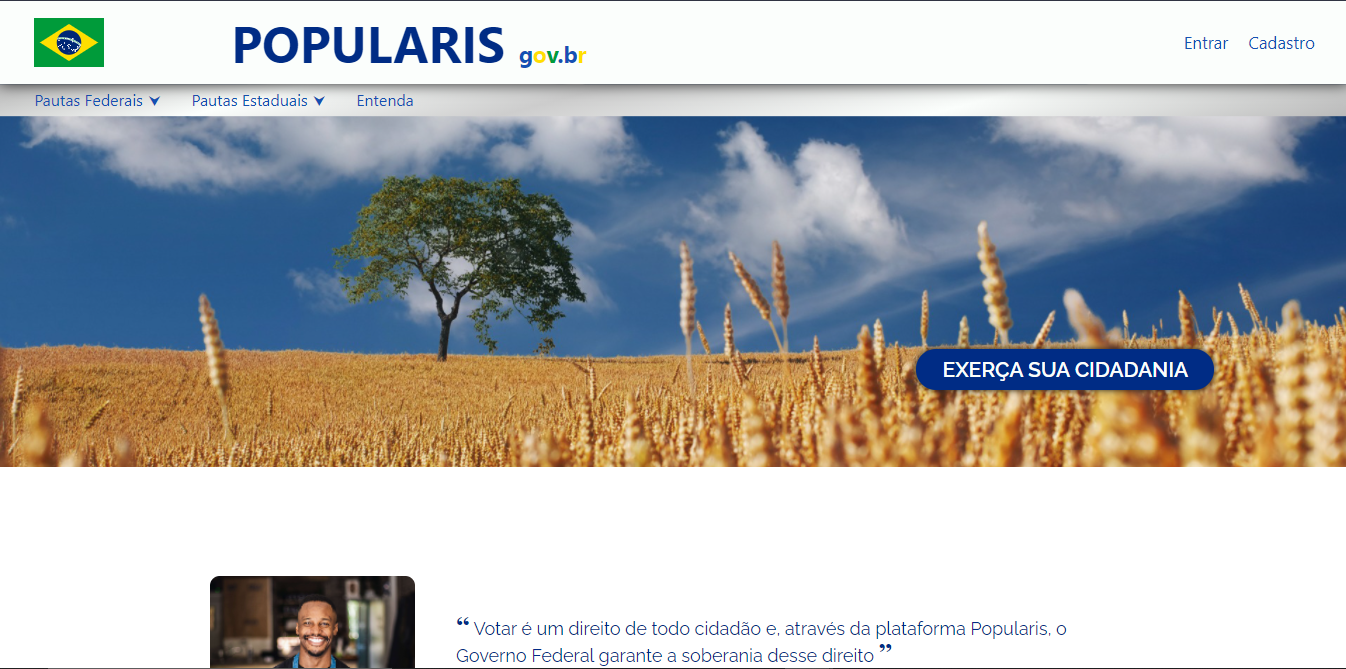 POPULARIS gov.br
Entrar Cadastro
Pautas Federais Pautas Estaduais Entenda
EXERÇA SUA CIDADANIA
“ Votar é um direito de todo cidadão e, através da plataforma Popularis, o
Governo Federal garante a soberania desse direito ”